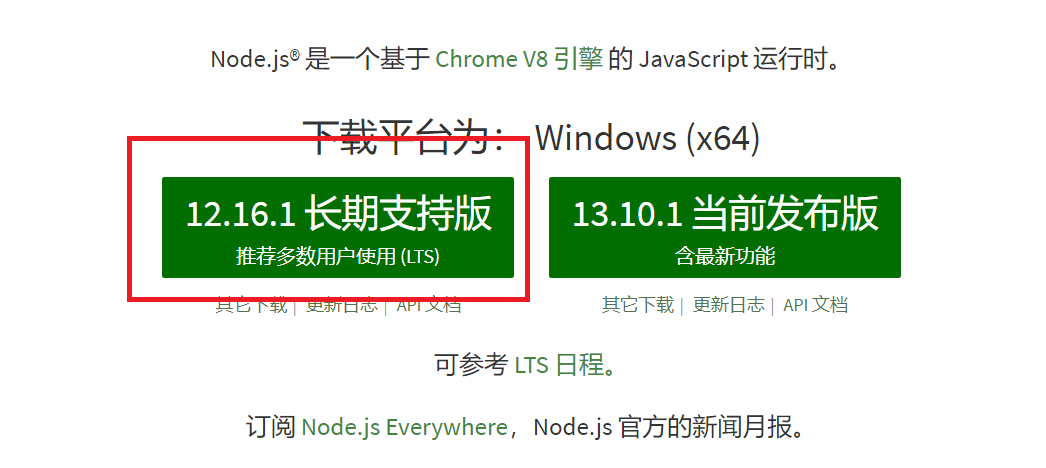 Node.js® 是一个基于 Chrome V8 引擎 的 JavaScript 运行时。
下载平台为： Windows (x64)
12.16.1 长期支持版
推荐多数用户使用 (LTS)
13.10.1 当前发布版
含最新功能
其它下载 | 更新日志 | API 文档
其它下载 | 更新日志 | API 文档
可参考 LTS 日程。
订阅 Node.js Everywhere，Node.js 官方的新闻月报。